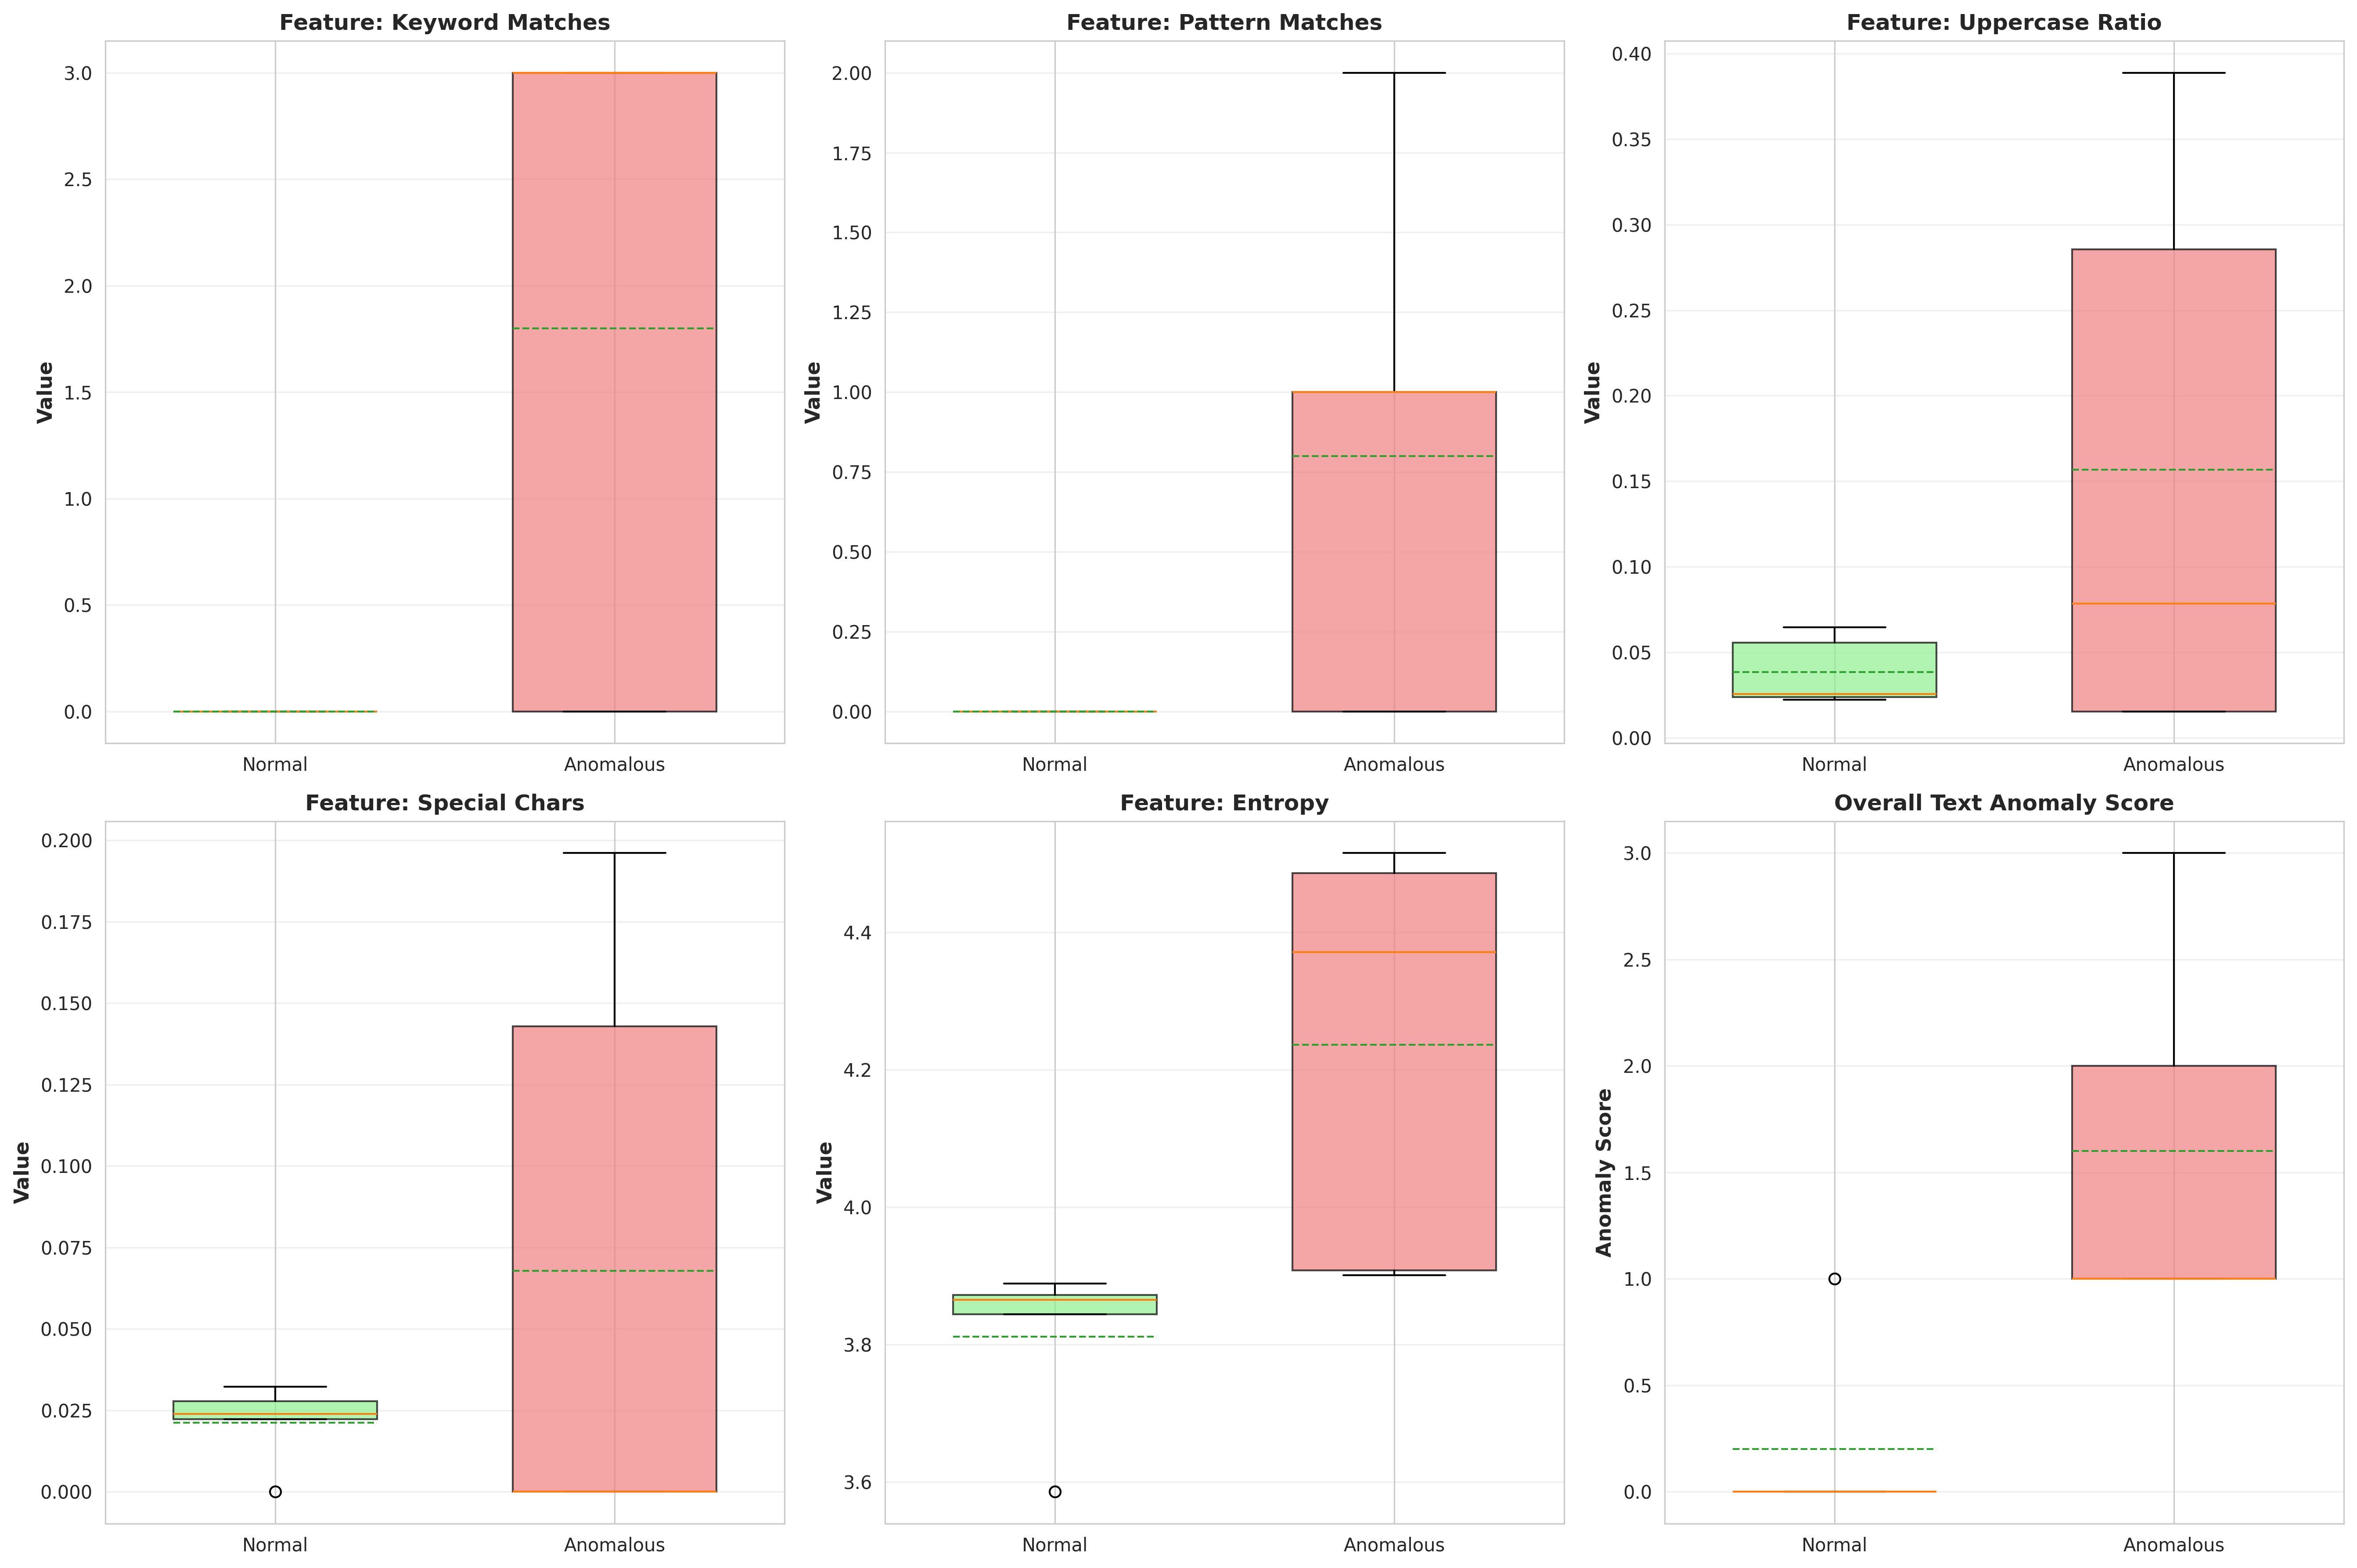 Feature: Keyword Matches
Value
3.0
2.5
2.0
1.5
1.0
0.5
0.0
Normal
Anomalous
Feature: Pattern Matches
Value
2.00
1.75
1.50
1.25
1.00
0.75
0.50
0.25
0.00
Normal
Anomalous
Feature: Uppercase Ratio
Value
0.40
0.35
0.30
0.25
0.20
0.15
0.10
0.05
0.00
Normal
Anomalous
Feature: Special Chars
Value
0.200
0.175
0.150
0.125
0.100
0.075
0.050
0.025
0.000
Normal
Anomalous
Feature: Entropy
Value
4.4
4.2
4.0
3.8
3.6
Normal
Anomalous
Overall Text Anomaly Score
Anomaly Score
3.0
2.5
2.0
1.5
1.0
0.5
0.0
Normal
Anomalous